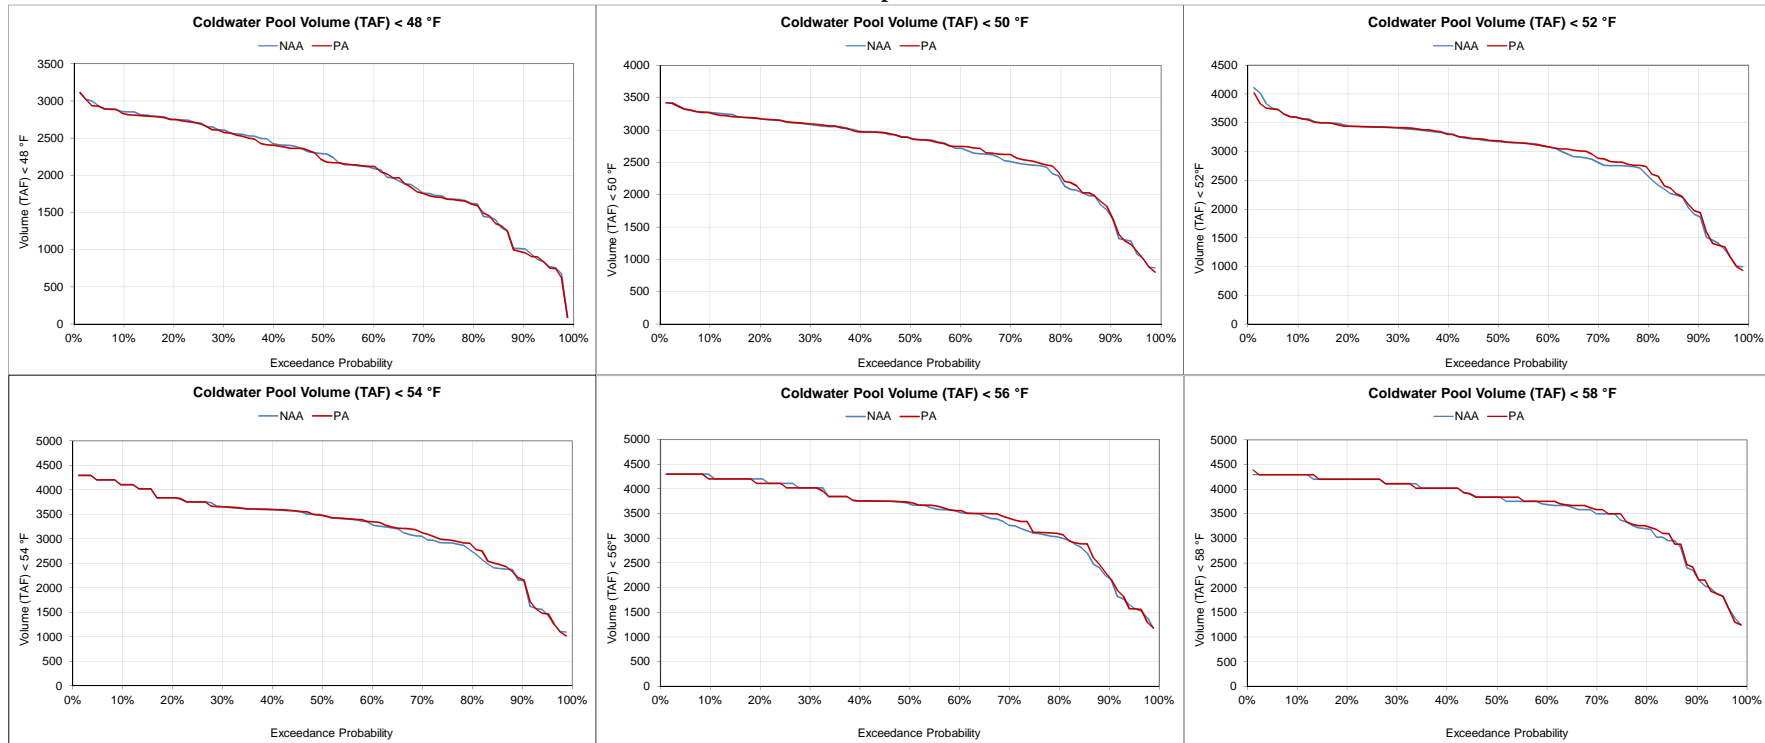 Coldwater Pool Volume (TAF) < 48 °F
NAA PA
3500
3000
2500
2000
1500
1000
500
0
Volume (TAF) < 48 °F
0% 10% 20% 30% 40% 50% 60% 70% 80% 90% 100%
Exceedance Probability
Coldwater Pool Volume (TAF) < 50 °F
NAA PA
4000
3500
3000
2500
2000
1500
1000
500
0
Volume (TAF) < 50 °F
0% 10% 20% 30% 40% 50% 60% 70% 80% 90% 100%
Exceedance Probability
Coldwater Pool Volume (TAF) < 52 °F
NAA PA
4500
4000
3500
3000
2500
2000
1500
1000
500
0
Volume (TAF) < 52°F
0% 10% 20% 30% 40% 50% 60% 70% 80% 90% 100%
Exceedance Probability
Coldwater Pool Volume (TAF) < 54 °F
NAA PA
5000
4500
4000
3500
3000
2500
2000
1500
1000
500
0
Volume (TAF) < 54 °F
0% 10% 20% 30% 40% 50% 60% 70% 80% 90% 100%
Exceedance Probability
Coldwater Pool Volume (TAF) < 56 °F
NAA PA
5000
4500
4000
3500
3000
2500
2000
1500
1000
500
0
Volume (TAF) < 56°F
0% 10% 20% 30% 40% 50% 60% 70% 80% 90% 100%
Exceedance Probability
Coldwater Pool Volume (TAF) < 58 °F
NAA PA
5000
4500
4000
3500
3000
2500
2000
1500
1000
500
0
Volume (TAF) < 58 °F
0% 10% 20% 30% 40% 50% 60% 70% 80% 90% 100%
Exceedance Probability